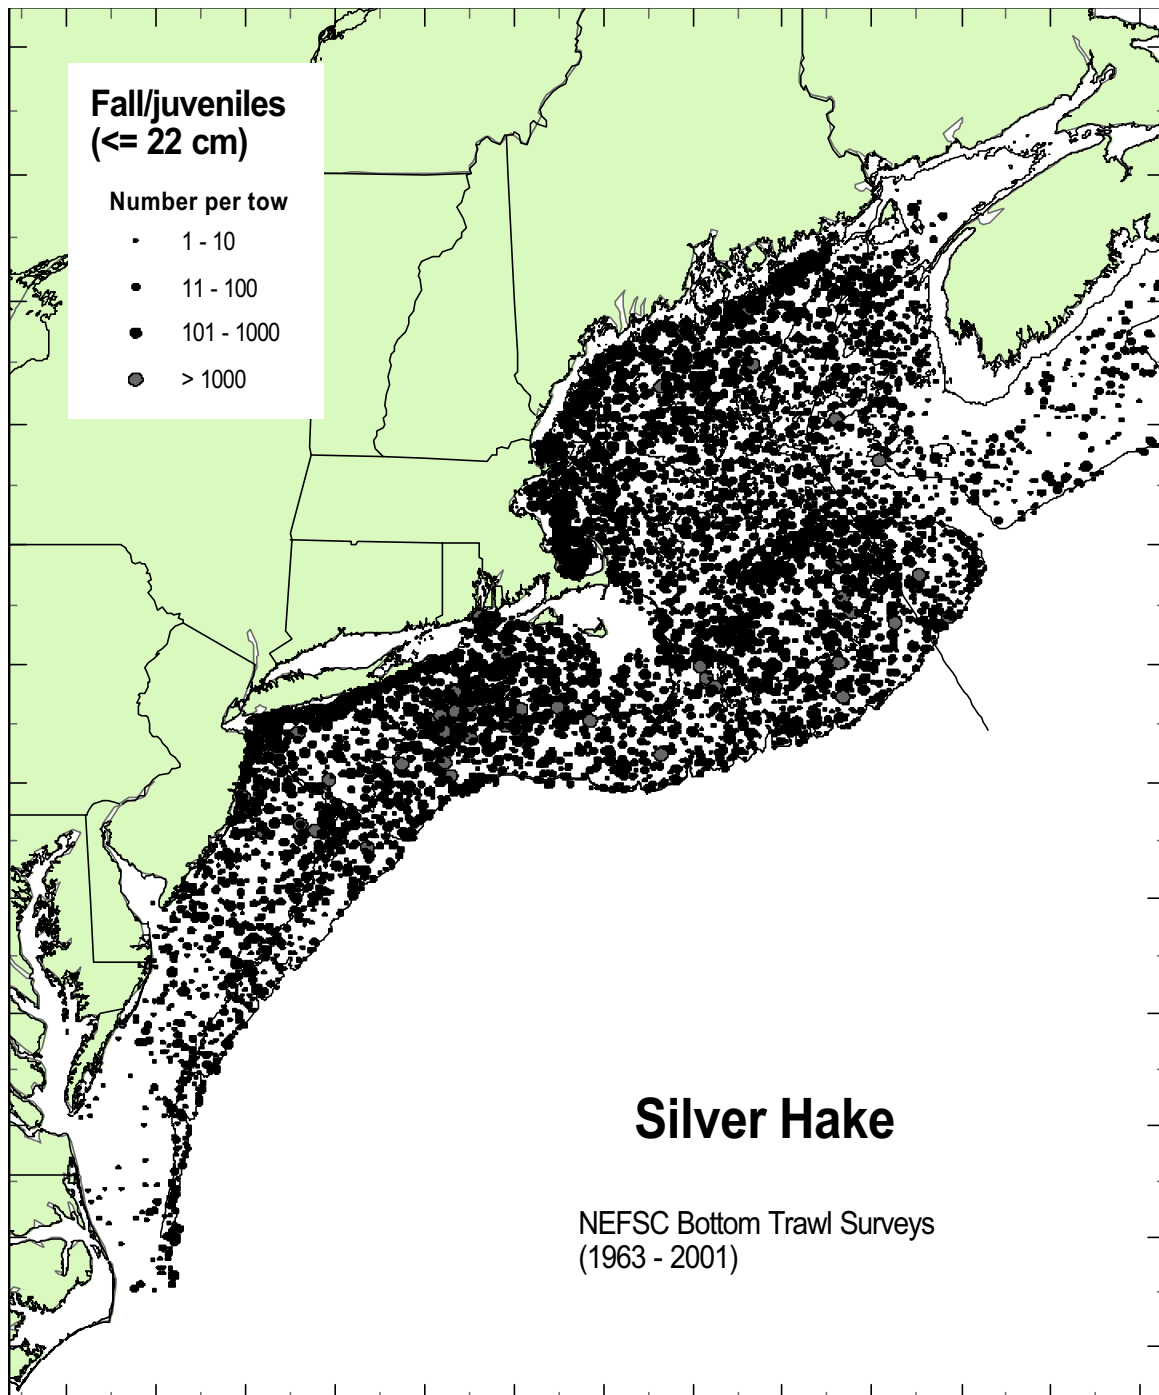 Fall/juveniles
(<= 22 cm)
Number per tow
1 - 10
11 - 100
101 - 1000
> 1000
Silver Hake
NEFSC Bottom Trawl Surveys
(1963 - 2001)